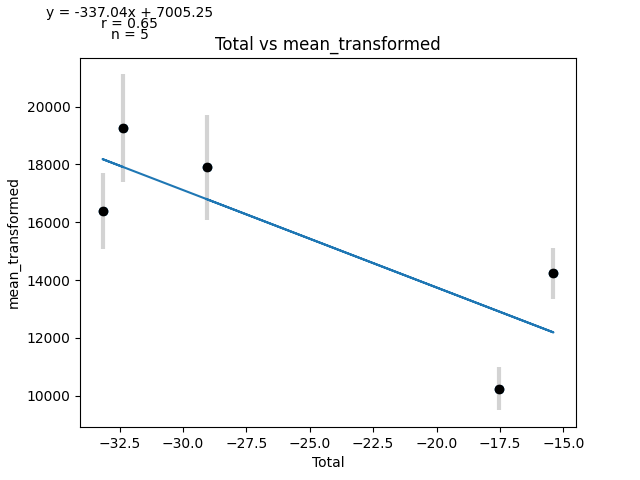 y = -337.04x + 7005.25
r = 0.65
n = 5
Total vs mean_transformed
mean_transformed
20000
18000
16000
14000
12000
10000
−32.5 −30.0 −27.5 −25.0 −22.5 −20.0 −17.5 −15.0
Total